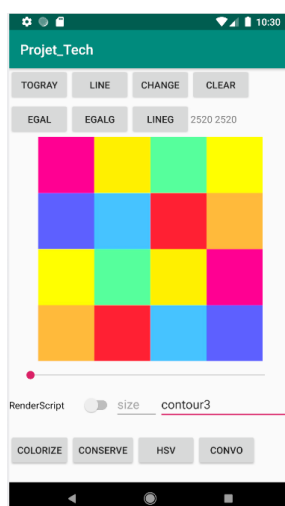 10:30
Projet_Tech
TOGRAY LINE CHANGE CLEAR
EGAL EGALG LINEG 2520 2520
RenderScript size contour3
COLORIZE CONSERVE HSV CONVO